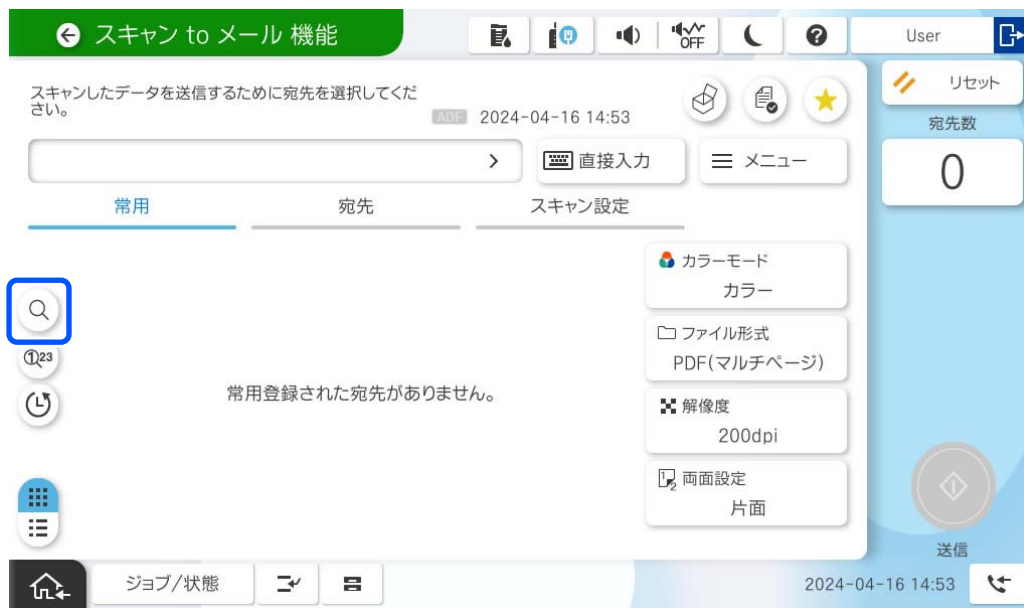 スキャン to メール 機能
OFF
User
スキャンしたデータを送信するために宛先を選択してくだ
さい。
ADF 2024-04-16 14:53
リセット
宛先数
0
直接入力
メニュー
常用 宛先 スキャン設定
カラーモード
カラー
ファイル形式
PDF(マルチページ)
①23
常用登録された宛先がありません。
解像度
200dpi
1 2 両面設定
片面
送信
ジョブ/状態
2024-04-16 14:53